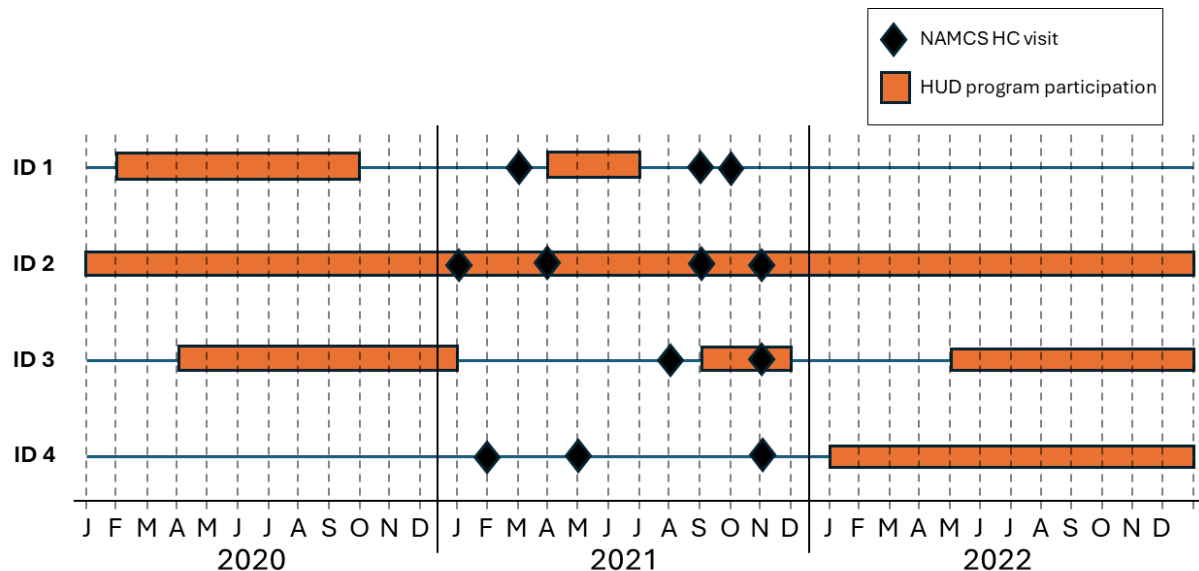 NAMCS HC visit
HUD program participation
ID 1
ID 2
ID 3
ID 4
J F M A M J J A S O N D J F M A M J J A S O N D J F M A M J J A S O N D
2020 2021 2022